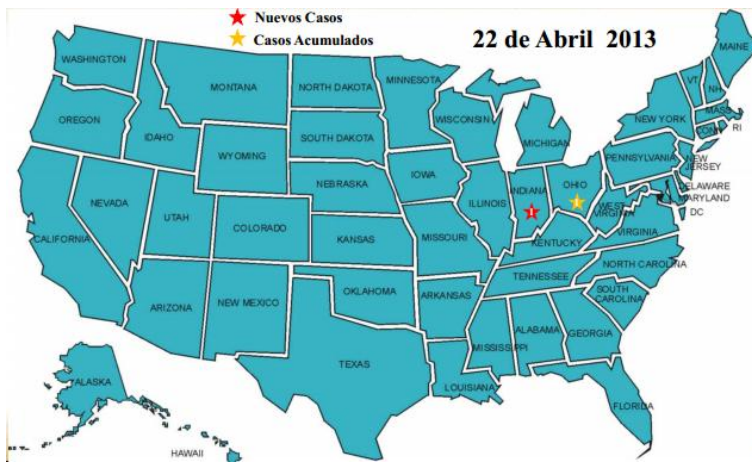 Nuevos Casos
Casos Acumulados
22 de Abril 2013
WASHINGTON
MONTANA
NORTH DAKOTA
MINNESOTA
MAINE
VT
NH
OREGON
IDAHO
WYOMING
SOUTH DAKOTA
WISCONSIN
MICHIGAN
NEW YORK
MASS
RI
CONN
NEVADA
UTAH
COLORADO
NEBRASKA
IOWA
ILLINOIS
INDIANA
OHIO
PENNSYLVANIA
NEW
JERSEY
DELAWARE
MARYLAND
DC
WEST
VIRGINIA
VIRGINIA
1
1
CALIFORNIA
KANSAS
MISSOURI
KENTUCKY
NORTH CAROLINA
TENNESSEE
SOUTH
CAROLINA
ARIZONA
NEW MEXICO
OKLAHOMA
ARKANSAS
MISSISSIPPI
ALABAMA
GEORGIA
TEXAS
LOUISIANA
FLORIDA
ALASKA
HAWAII